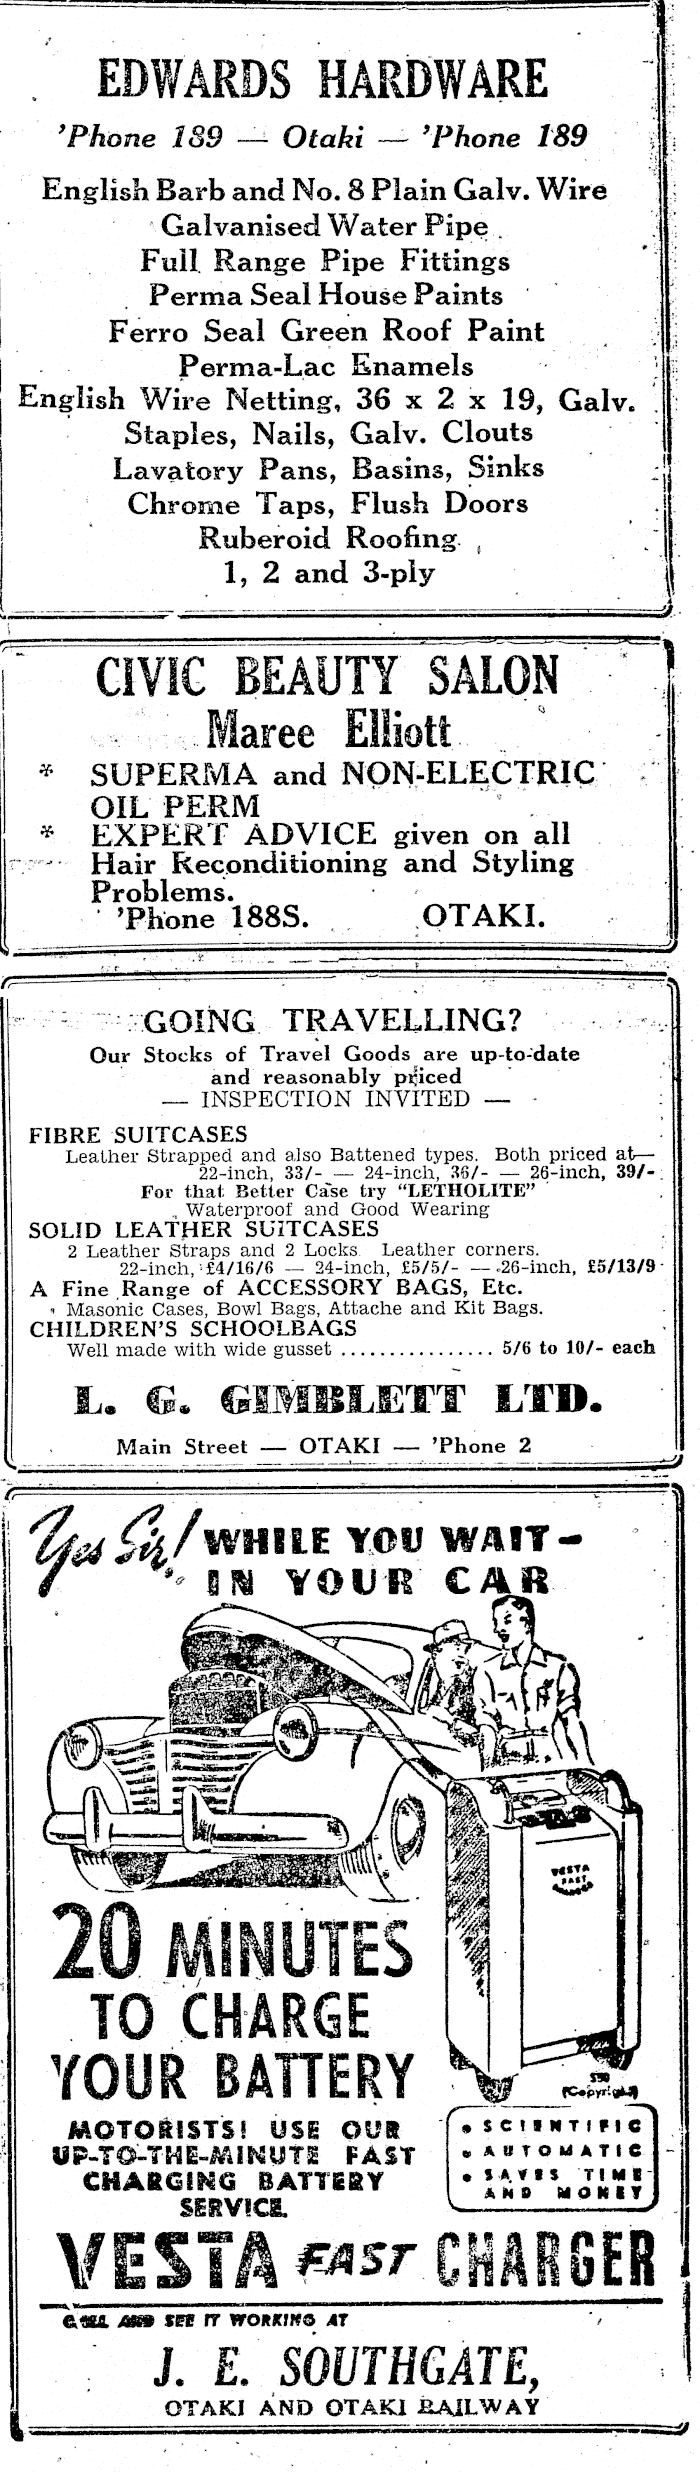 EDWARDS HARDWARE
'Phone 189 — Otaki — 'Phone 189
English Barb and No. 8 Plain Galv. Wire
Galvanised Water Pipe
Full Range Pipe Fittings
Perma Seal House Paints
Ferro Seal Green Roof Paint
Perma-Lac Enamels
English Wire Netting, 36 x 2 x 19, Galv.
Staples, Nails, Galv. Clouts
Lavatory Pans, Basins, Sinks
Chrome Taps, Flush Doors
Ruberoid Roofing
1, 2 and 3-ply
CIVIC BEAUTY SALON
Maree Elliott
* SUPERMA and NON-ELECTRIC
OIL PERM
* EXPERT ADVICE given on all
Hair Reconditioning and Styling
Problems.
'Phone 188S. OTAKI.
GOING TRAVELLING?
Our Stocks of Travel Goods are up-to-date
and reasonably priced
— INSPECTION INVITED —
FIBRE SUITCASES
Leather Strapped and also Battened types. Both priced at—
22-inch, 33/- — 24-inch, 36/- — 26-inch, 39/-
For that Better Case try "LETHOLITE"
Waterproof and Good Wearing
SOLID LEATHER SUITCASES
2 Leather Straps and 2 Locks Leather corners.
22-inch, £4/16/6 — 24-inch, £5/5/- — 26-inch, £5/13/9
A Fine Range of ACCESSORY BAGS, Etc.
Masonic Cases, Bowl Bags, Attache and Kit Bags.
CHILDREN'S SCHOOLBAGS
Well made with wide gusset ................ 5/6 to 10/- each
L. G. GIMBLETT LTD.
Main Street — OTAKI — 'Phone 2
Yes Sir! WHILE YOU WAIT—
IN YOUR CAR
VESTA
FAST
CHARGER
20 MINUTES
TO CHARGE
YOUR BATTERY
S50
(Copyright)
MOTORISTS! USE OUR
UP-TO-THE-MINUTE FAST
CHARGING BATTERY
SERVICE.
• SCIENTIFIC
• AUTOMATIC
• SAVES TIME
AND MONEY
VESTA FAST CHARGER
CALL AND SEE IT WORKING AT
J. E. SOUTHGATE,
OTAKI AND OTAKI RAILWAY